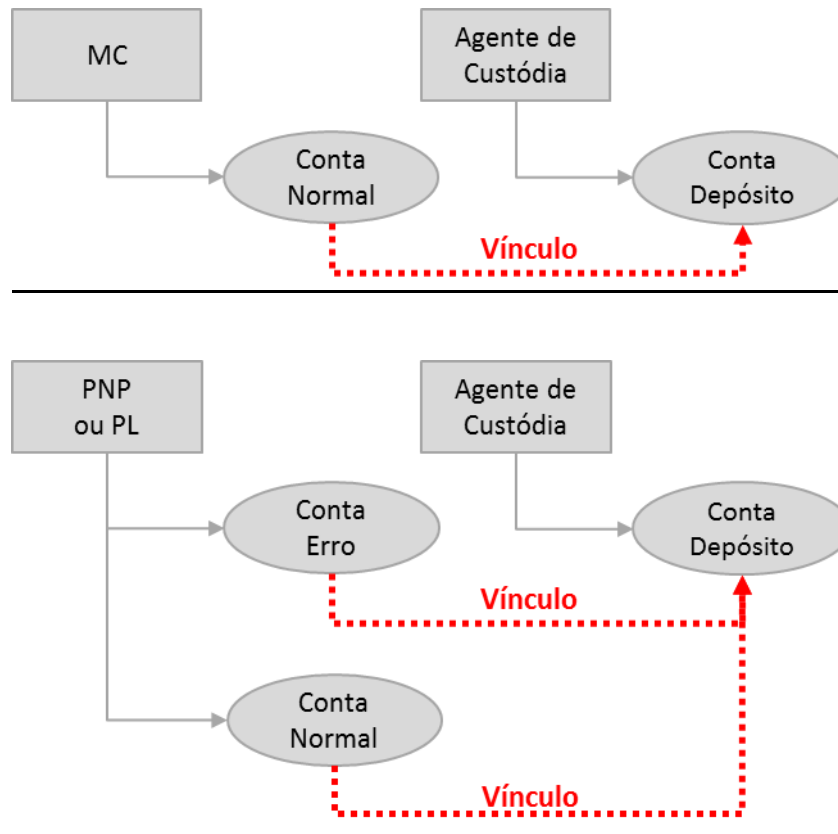 MC
Agente de
Custódia
Conta
Normal
Conta
Depósito
Vínculo
PNP
ou PL
Agente de
Custódia
Conta
Erro
Conta
Depósito
Vínculo
Conta
Normal
Vínculo